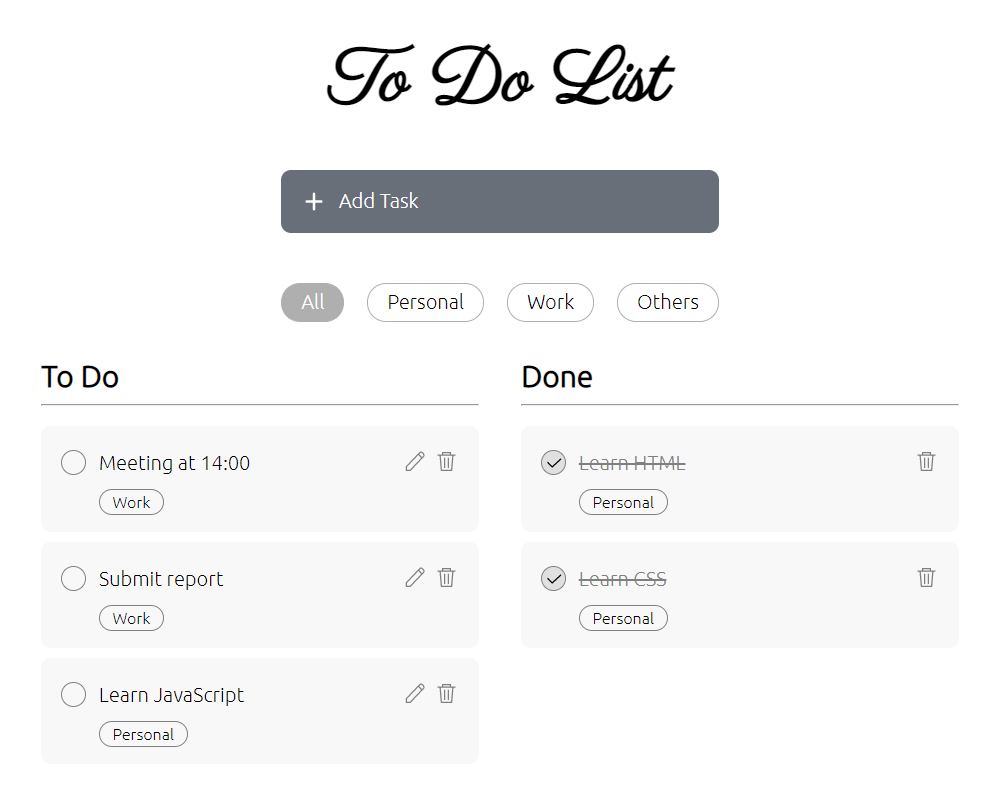 To Do List
Add Task
All Personal Work Others
To Do
Meeting at 14:00
Work
Submit report
Work
Learn JavaScript
Personal
Done
Learn HTML
Personal
Learn CSS
Personal